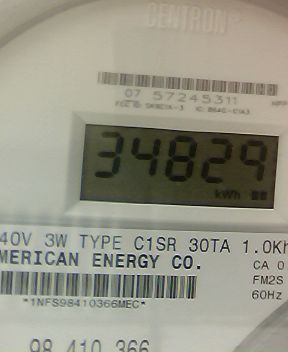 CENTRON®
07 57245311
34829
kWh
40V 3W TYPE C1SR 30TA 1.0Kh
MERICAN ENERGY CO.
CA 0
FM2S
*1NFS98410366MEC*
60Hz
98 410 366